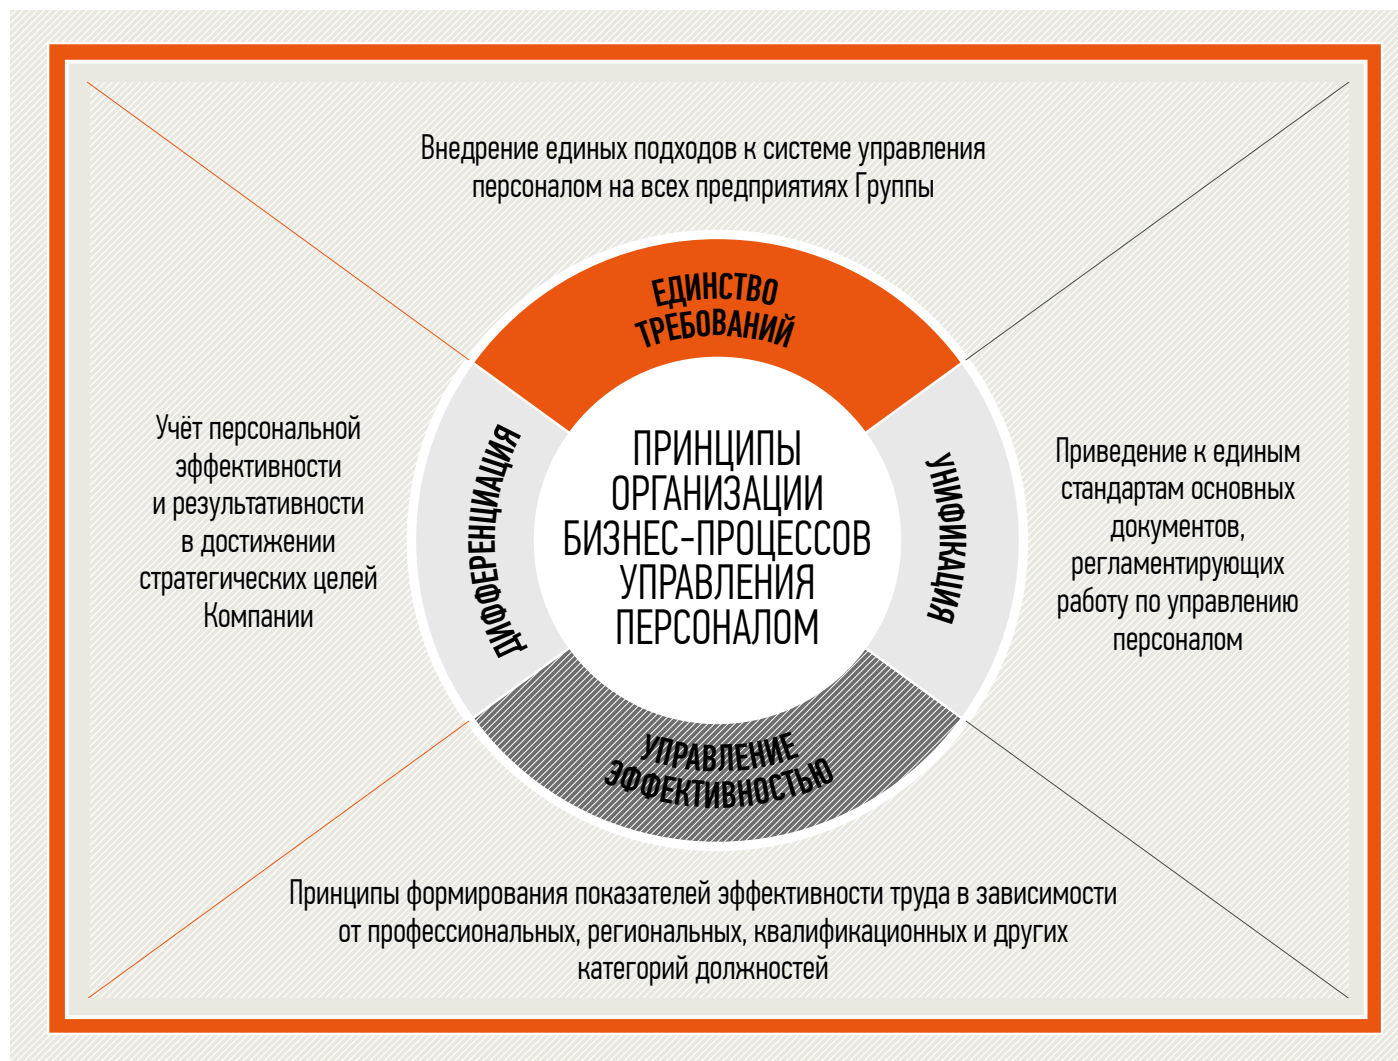 Внедрение единых подходов к системе управления
персоналом на всех предприятиях Группы
ЕДИНСТВО
ТРЕБОВАНИЙ
Учёт персональной
эффективности
и результативности
в достижении
стратегических целей
Компании
ДИФФЕРЕНЦИАЦИЯ
ПРИНЦИПЫ
ОРГАНИЗАЦИИ
БИЗНЕС-ПРОЦЕССОВ
УПРАВЛЕНИЯ
ПЕРСОНАЛОМ
УНИФИКАЦИЯ
Приведение к единым
стандартам основных
документов,
регламентирующих
работу по управлению
персоналом
УПРАВЛЕНИЕ
ЭФФЕКТИВНОСТЬЮ
Принципы формирования показателей эффективности труда в зависимости
от профессиональных, региональных, квалификационных и других
категорий должностей